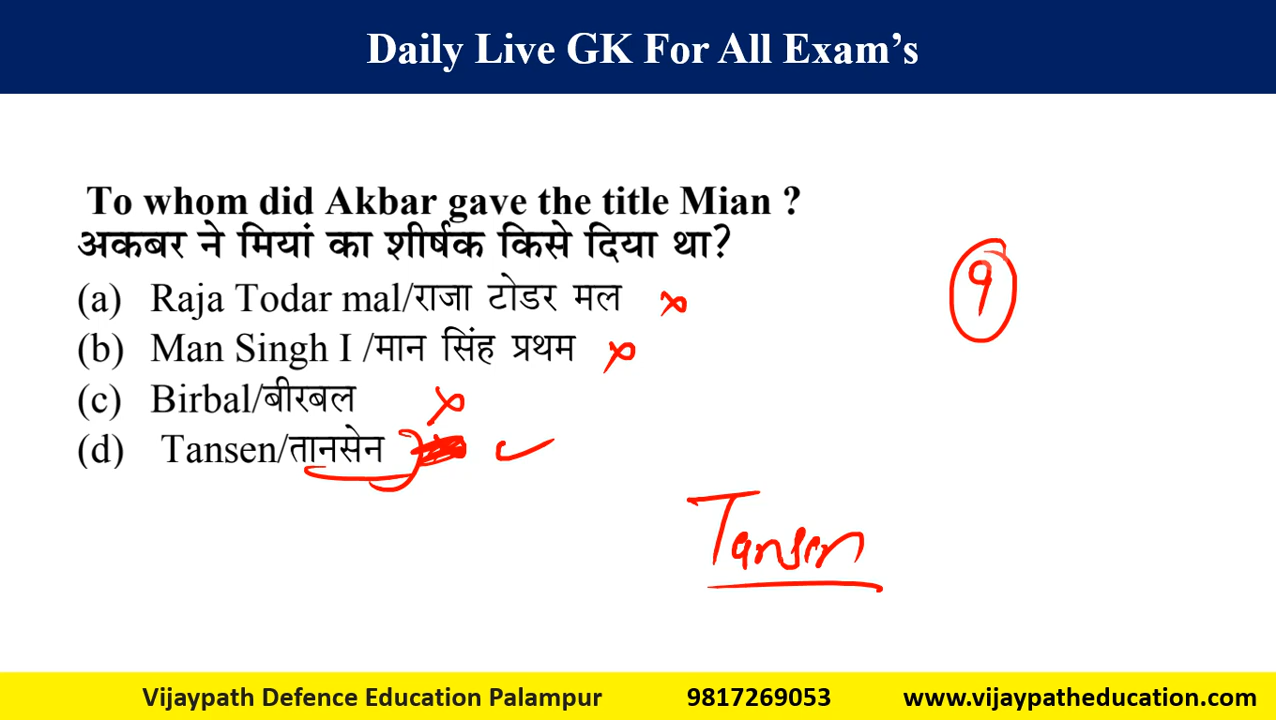 Daily Live GK For All Exam’s
To whom did Akbar gave the title Mian ?
अकबर ने मियां का शीर्षक किसे दिया था?
(a) Raja Todar mal/राजा टोडर मल
(b) Man Singh I /मान सिंह प्रथम
(c) Birbal/बीरबल
(d) Tansen/तानसेन
9
Tansen
Vijaypath Defence Education Palampur 9817269053 www.vijaypatheducation.com